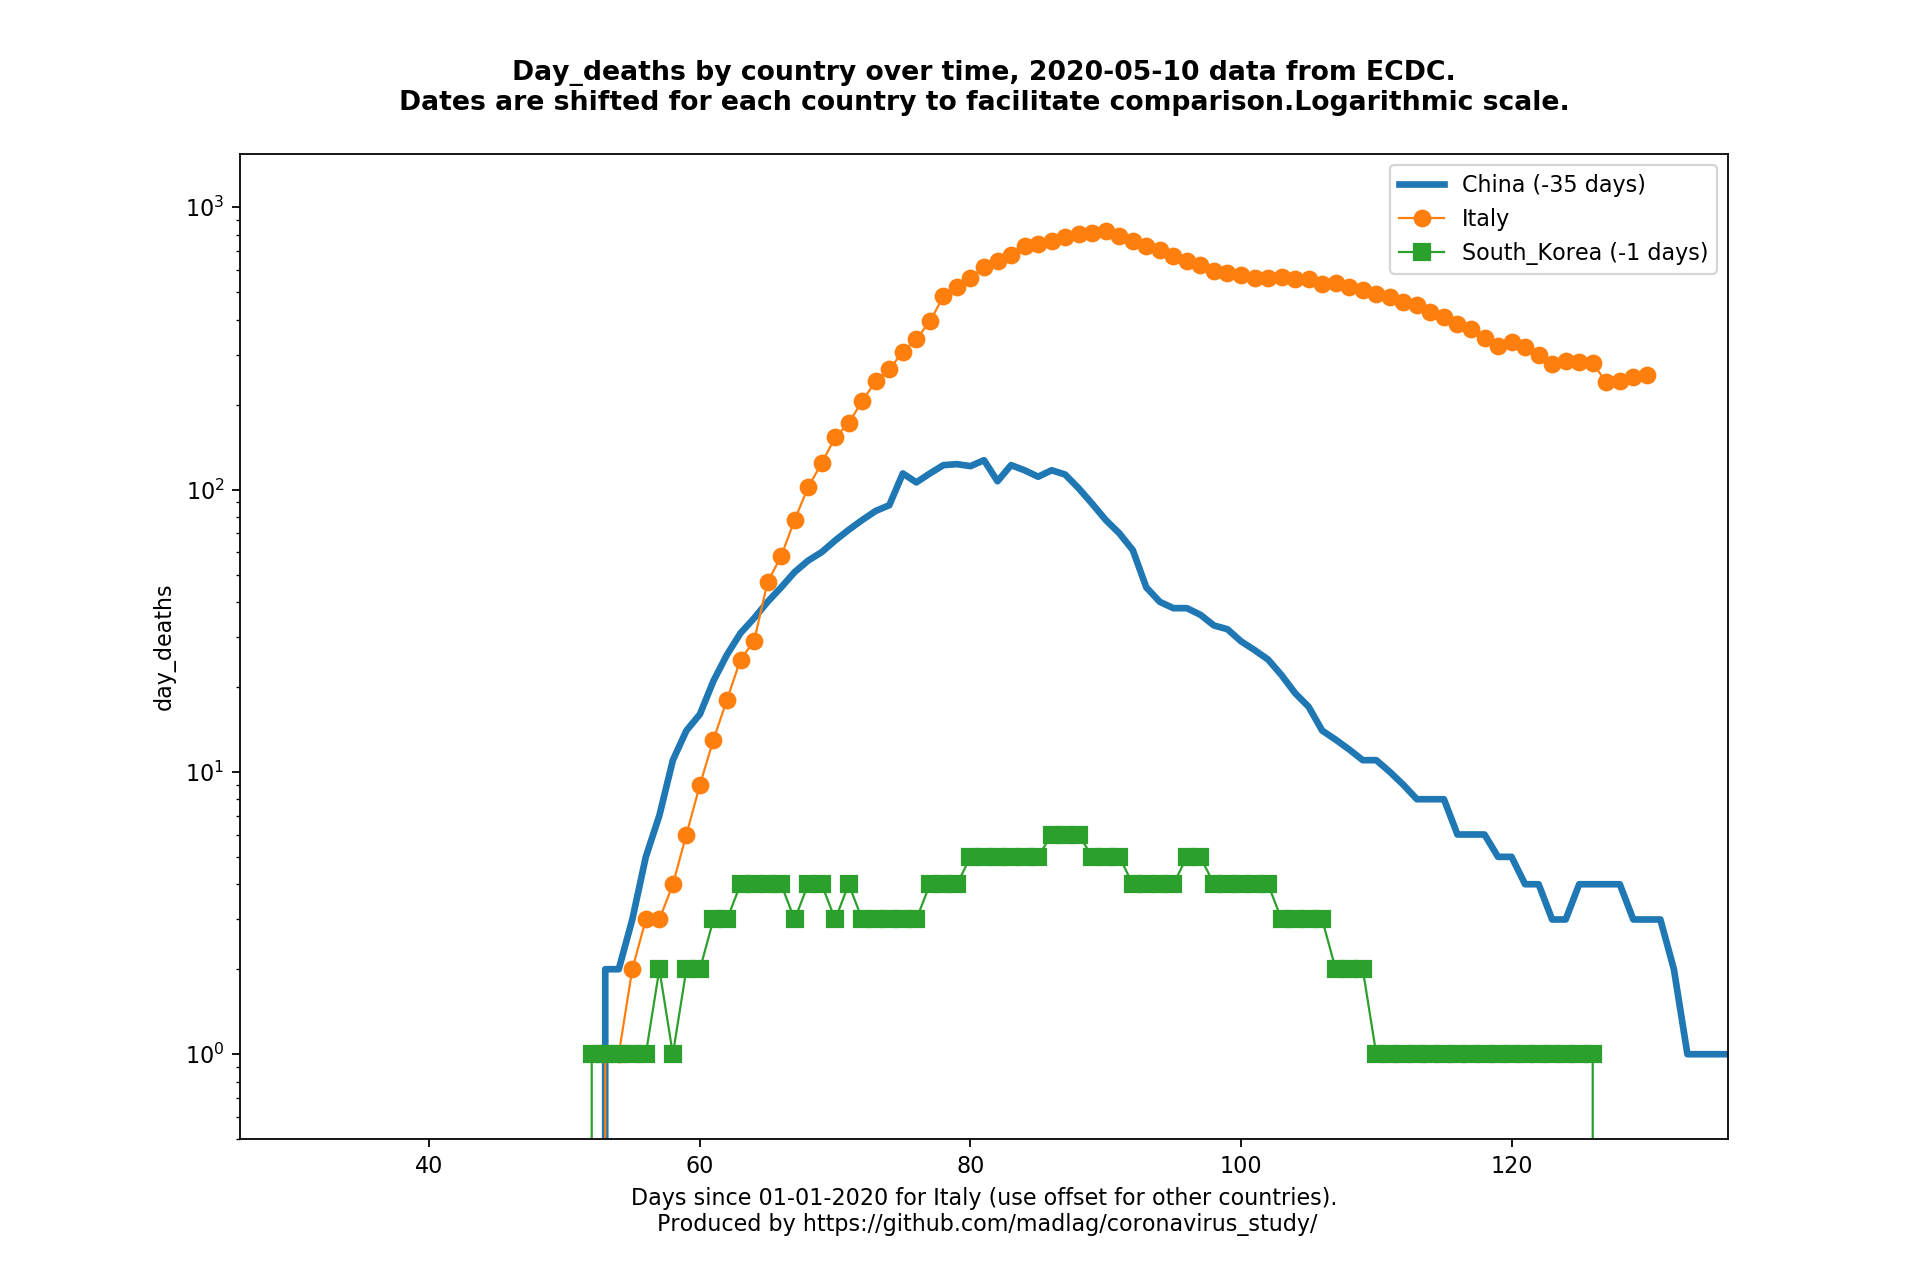 Day_deaths by country over time, 2020-05-10 data from ECDC.
Dates are shifted for each country to facilitate comparison.Logarithmic scale.
China (-35 days)
Italy
South_Korea (-1 days)
day_deaths
10³
10²
10¹
10⁰
40 60 80 100 120
Days since 01-01-2020 for Italy (use offset for other countries).
Produced by https://github.com/madlag/coronavirus_study/